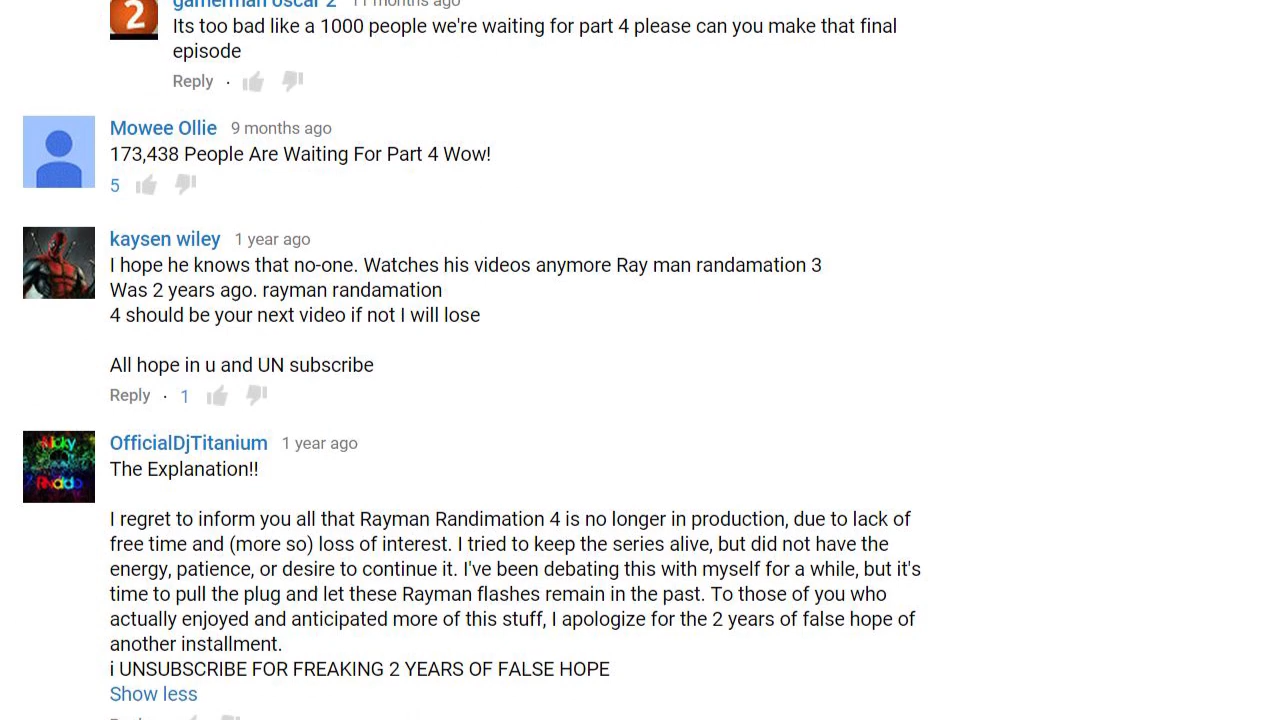 gamerman oscar 2 11 months ago
Its too bad like a 1000 people we're waiting for part 4 please can you make that final
episode
Reply ·
Mowee Ollie 9 months ago
173,438 People Are Waiting For Part 4 Wow!
5
kaysen wiley 1 year ago
I hope he knows that no-one. Watches his videos anymore Ray man randamation 3
Was 2 years ago. rayman randamation
4 should be your next video if not I will lose
All hope in u and UN subscribe
Reply · 1
OfficialDjTitanium 1 year ago
The Explanation!!
I regret to inform you all that Rayman Randimation 4 is no longer in production, due to lack of
free time and (more so) loss of interest. I tried to keep the series alive, but did not have the
energy, patience, or desire to continue it. I've been debating this with myself for a while, but it's
time to pull the plug and let these Rayman flashes remain in the past. To those of you who
actually enjoyed and anticipated more of this stuff, I apologize for the 2 years of false hope of
another installment.
i UNSUBSCRIBE FOR FREAKING 2 YEARS OF FALSE HOPE
Show less